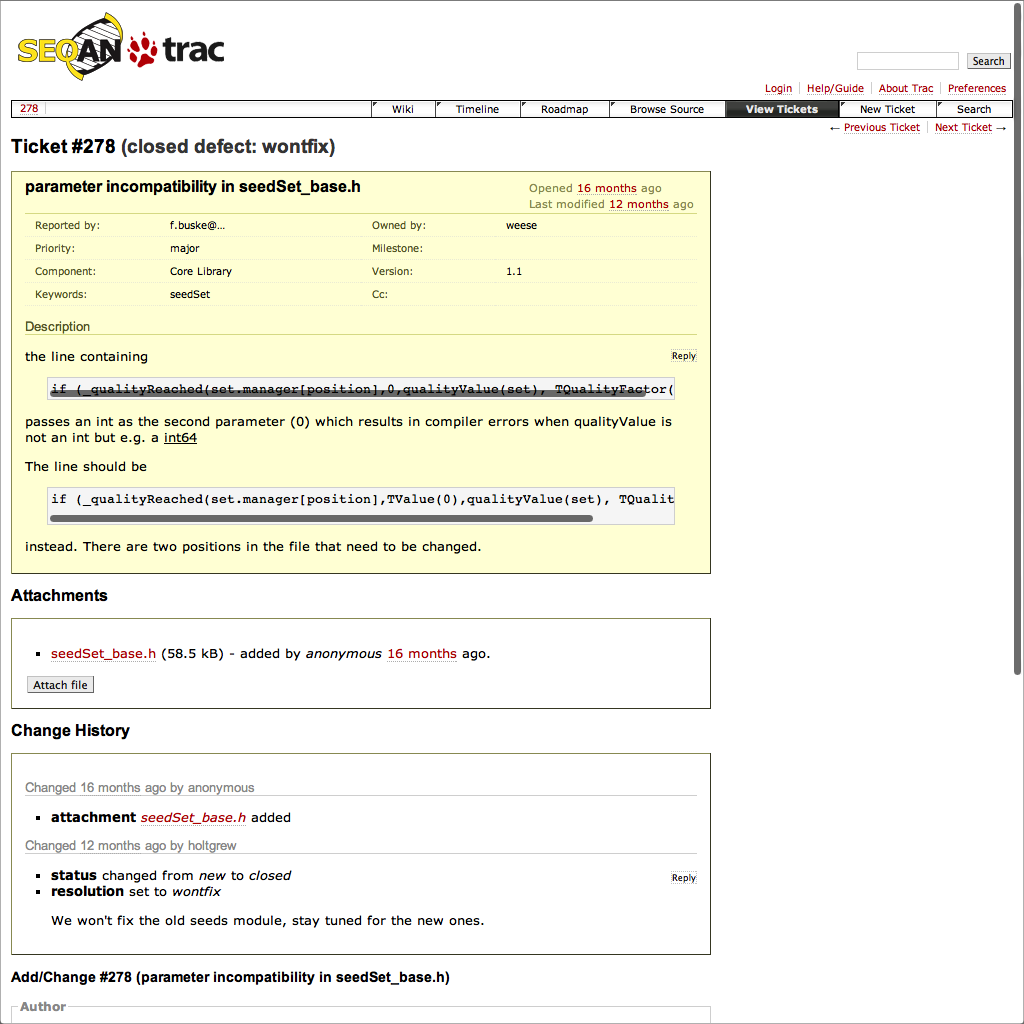 SEQAN trac
Search
Login Help/Guide About Trac Preferences
278 Wiki Timeline Roadmap Browse Source View Tickets New Ticket Search
← Previous Ticket Next Ticket →
Ticket #278 (closed defect: wontfix)
parameter incompatibility in seedSet_base.h
Opened 16 months ago
Last modified 12 months ago
Reported by: f.buske@... Owned by: weese
Priority: major Milestone:
Component: Core Library Version: 1.1
Keywords: seedSet Cc:
Description
the line containing
Reply
if (_qualityReached(set.manager[position],0,qualityValue(set), TQualityFactor(
passes an int as the second parameter (0) which results in compiler errors when qualityValue is
not an int but e.g. a int64
The line should be
if (_qualityReached(set.manager[position],TValue(0),qualityValue(set), TQualit
instead. There are two positions in the file that need to be changed.
Attachments
▪ seedSet_base.h (58.5 kB) - added by anonymous 16 months ago.
Attach file
Change History
Changed 16 months ago by anonymous
▪ attachment seedSet_base.h added
Changed 12 months ago by holtgrew
▪ status changed from new to closed
Reply
▪ resolution set to wontfix
We won't fix the old seeds module, stay tuned for the new ones.
Add/Change #278 (parameter incompatibility in seedSet_base.h)
Author